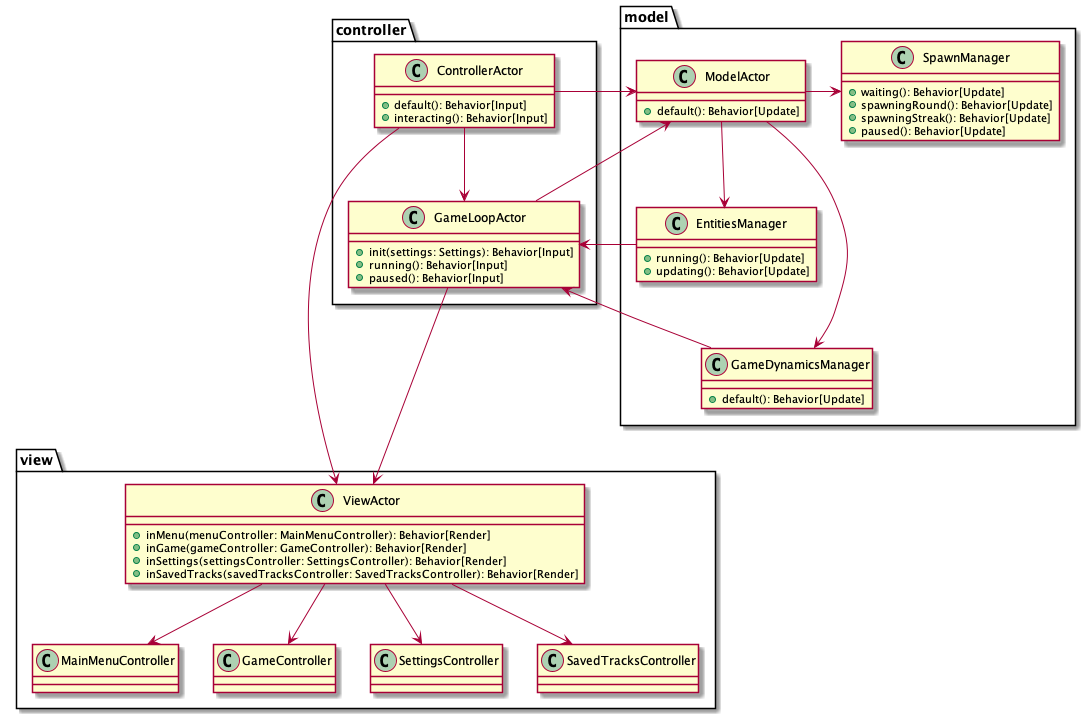 controller
C ControllerActor
default(): Behavior[Input]
interacting(): Behavior[Input]
C GameLoopActor
init(settings: Settings): Behavior[Input]
running(): Behavior[Input]
paused(): Behavior[Input]
model
C ModelActor
default(): Behavior[Update]
C SpawnManager
waiting(): Behavior[Update]
spawningRound(): Behavior[Update]
spawningStreak(): Behavior[Update]
paused(): Behavior[Update]
C EntitiesManager
running(): Behavior[Update]
updating(): Behavior[Update]
C GameDynamicsManager
default(): Behavior[Update]
view
C ViewActor
inMenu(menuController: MainMenuController): Behavior[Render]
inGame(gameController: GameController): Behavior[Render]
inSettings(settingsController: SettingsController): Behavior[Render]
inSavedTracks(savedTracksController: SavedTracksController): Behavior[Render]
C MainMenuController
C GameController
C SettingsController
C SavedTracksController